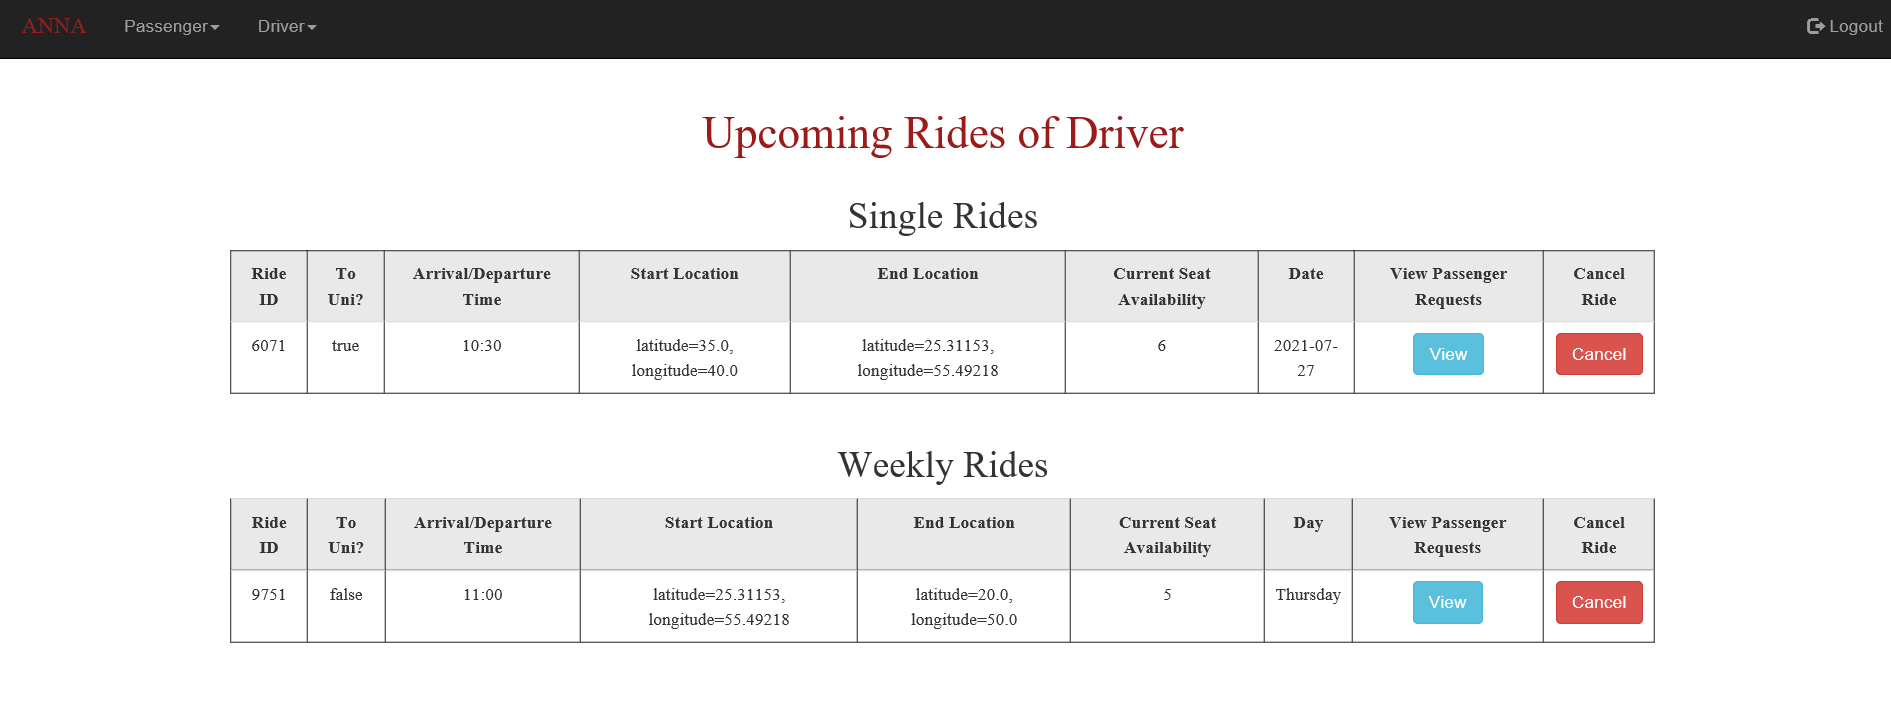 ANNA Passenger Driver Logout
Upcoming Rides of Driver
Single Rides
Ride ID To Uni? Arrival/Departure Time Start Location End Location Current Seat Availability Date View Passenger Requests Cancel Ride
6071 true 10:30 latitude=35.0, longitude=40.0 latitude=25.31153, longitude=55.49218 6 2021-07-27 View Cancel
Weekly Rides
Ride ID To Uni? Arrival/Departure Time Start Location End Location Current Seat Availability Day View Passenger Requests Cancel Ride
9751 false 11:00 latitude=25.31153, longitude=55.49218 latitude=20.0, longitude=50.0 5 Thursday View Cancel